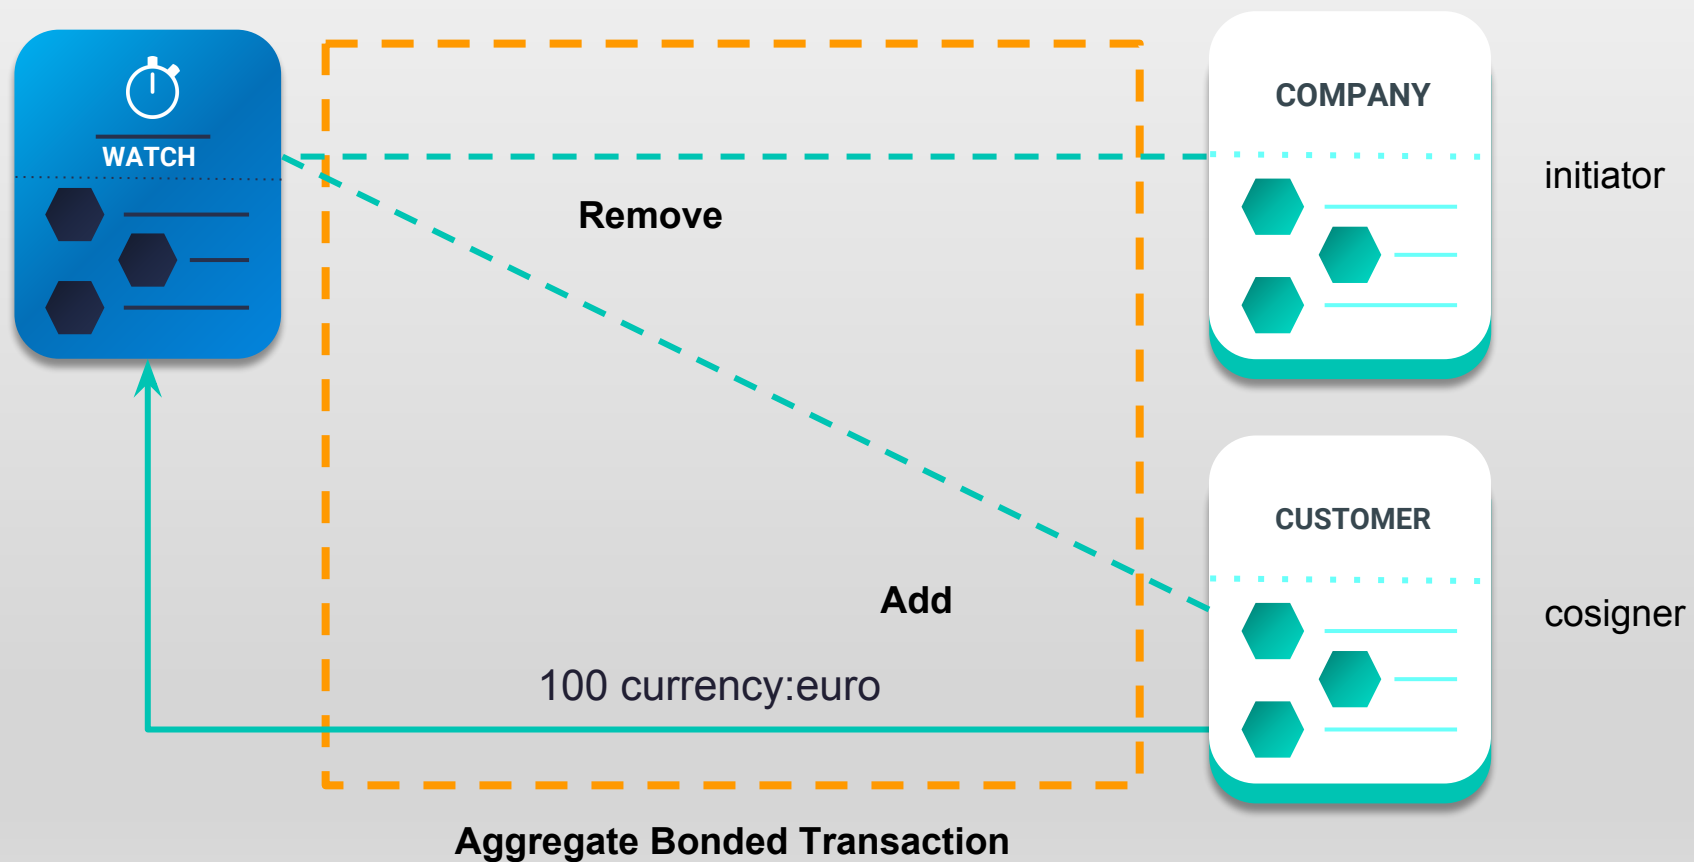 WATCH
COMPANY
initiator
Remove
CUSTOMER
Add
cosigner
100 currency:euro
Aggregate Bonded Transaction